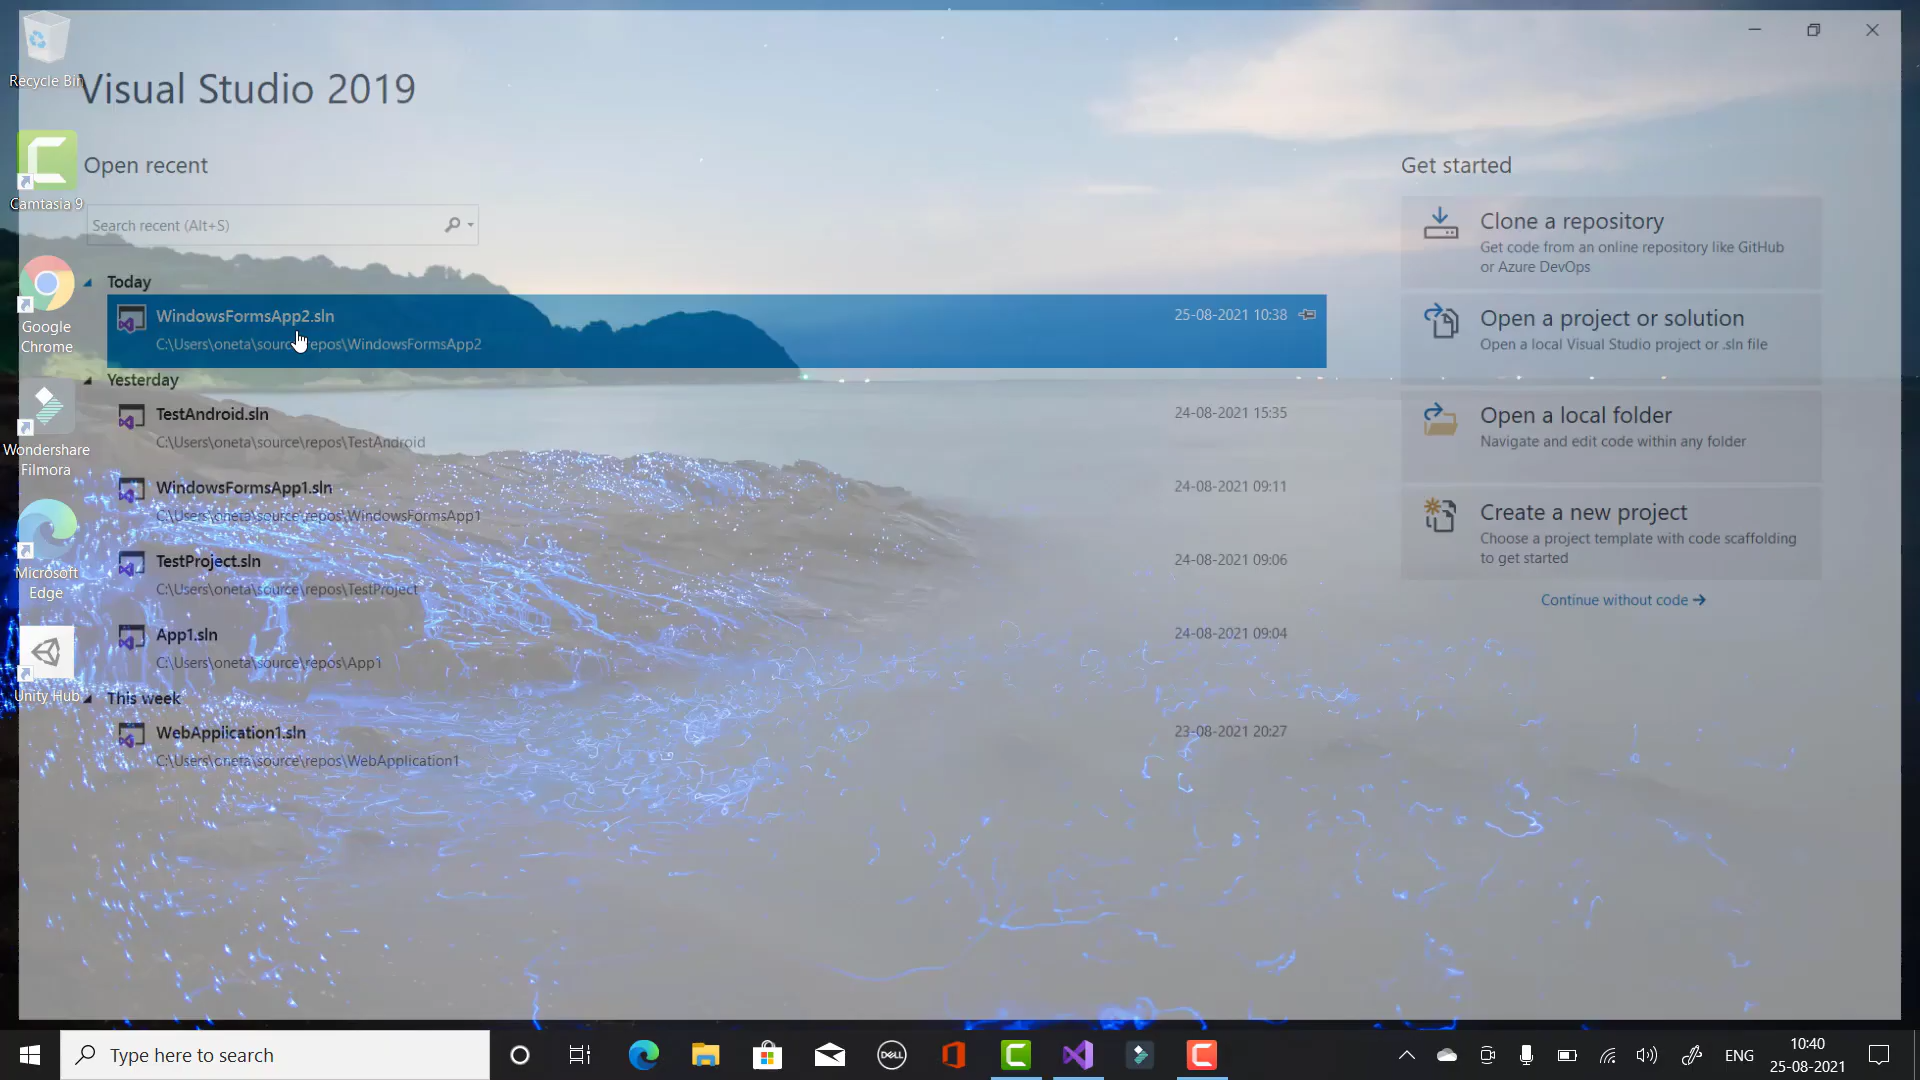 Recycle Bin
Camtasia 9
Google
Chrome
Wondershare
Filmora
Microsoft
Edge
Unity Hub
Visual Studio 2019
Open recent
Search recent (Alt+S)
Today
WindowsFormsApp2.sln
25-08-2021 10:38
C:\Users\oneta\source\repos\WindowsFormsApp2
Yesterday
TestAndroid.sln
24-08-2021 15:35
C:\Users\oneta\source\repos\TestAndroid
WindowsFormsApp1.sln
24-08-2021 09:11
C:\Users\oneta\source\repos\WindowsFormsApp1
TestProject.sln
24-08-2021 09:06
C:\Users\oneta\source\repos\TestProject
App1.sln
24-08-2021 09:04
C:\Users\oneta\source\repos\App1
This week
WebApplication1.sln
23-08-2021 20:27
C:\Users\oneta\source\repos\WebApplication1
Get started
Clone a repository
Get code from an online repository like GitHub
or Azure DevOps
Open a project or solution
Open a local Visual Studio project or .sln file
Open a local folder
Navigate and edit code within any folder
Create a new project
Choose a project template with code scaffolding
to get started
Continue without code
Type here to search
DELL
ENG
10:40
25-08-2021